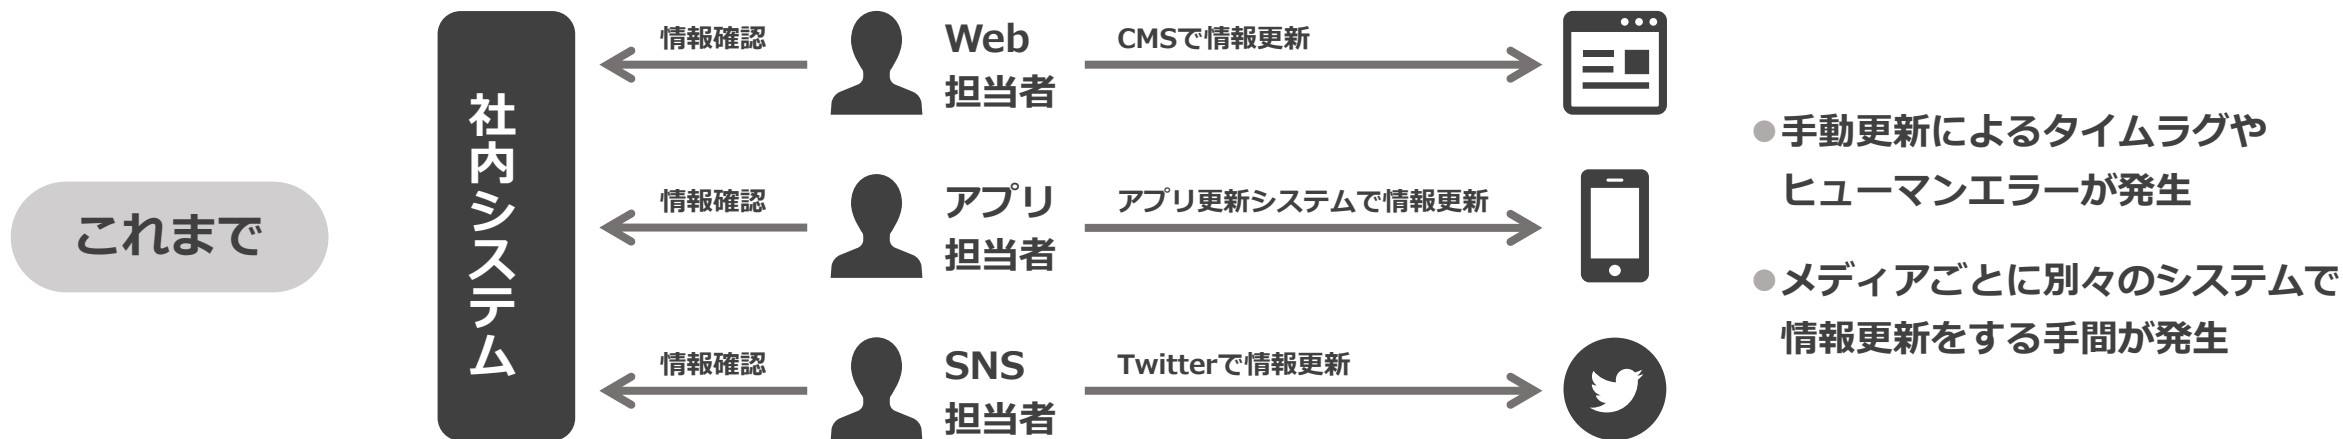 これまで
社内システム
情報確認
Web
担当者
CMSで情報更新
情報確認
アプリ
担当者
アプリ更新システムで情報更新
情報確認
SNS
担当者
Twitterで情報更新
●手動更新によるタイムラグや
ヒューマンエラーが発生
●メディアごとに別々のシステムで
情報更新をする手間が発生